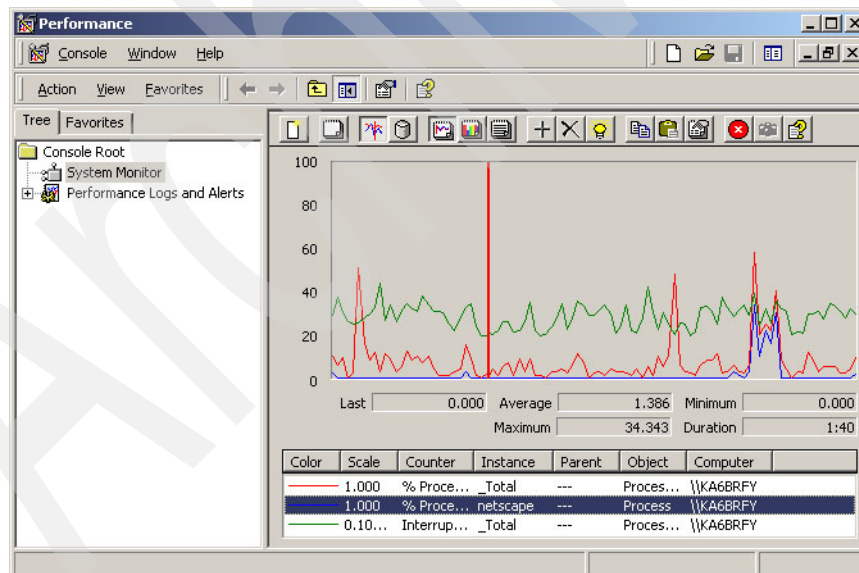 Performance
Console Window Help
Action View Favorites
Tree Favorites
Console Root
System Monitor
Performance Logs and Alerts
100
80
60
40
20
0
Last 0.000 Average 1.386 Minimum 0.000
Maximum 34.343 Duration 1:40
Color Scale Counter Instance Parent Object Computer
1.000 % Proce... _Total --- Proces... \\KA6BRFY
1.000 % Proce... netscape --- Process \\KA6BRFY
0.10... Interrup... _Total --- Proces... \\KA6BRFY